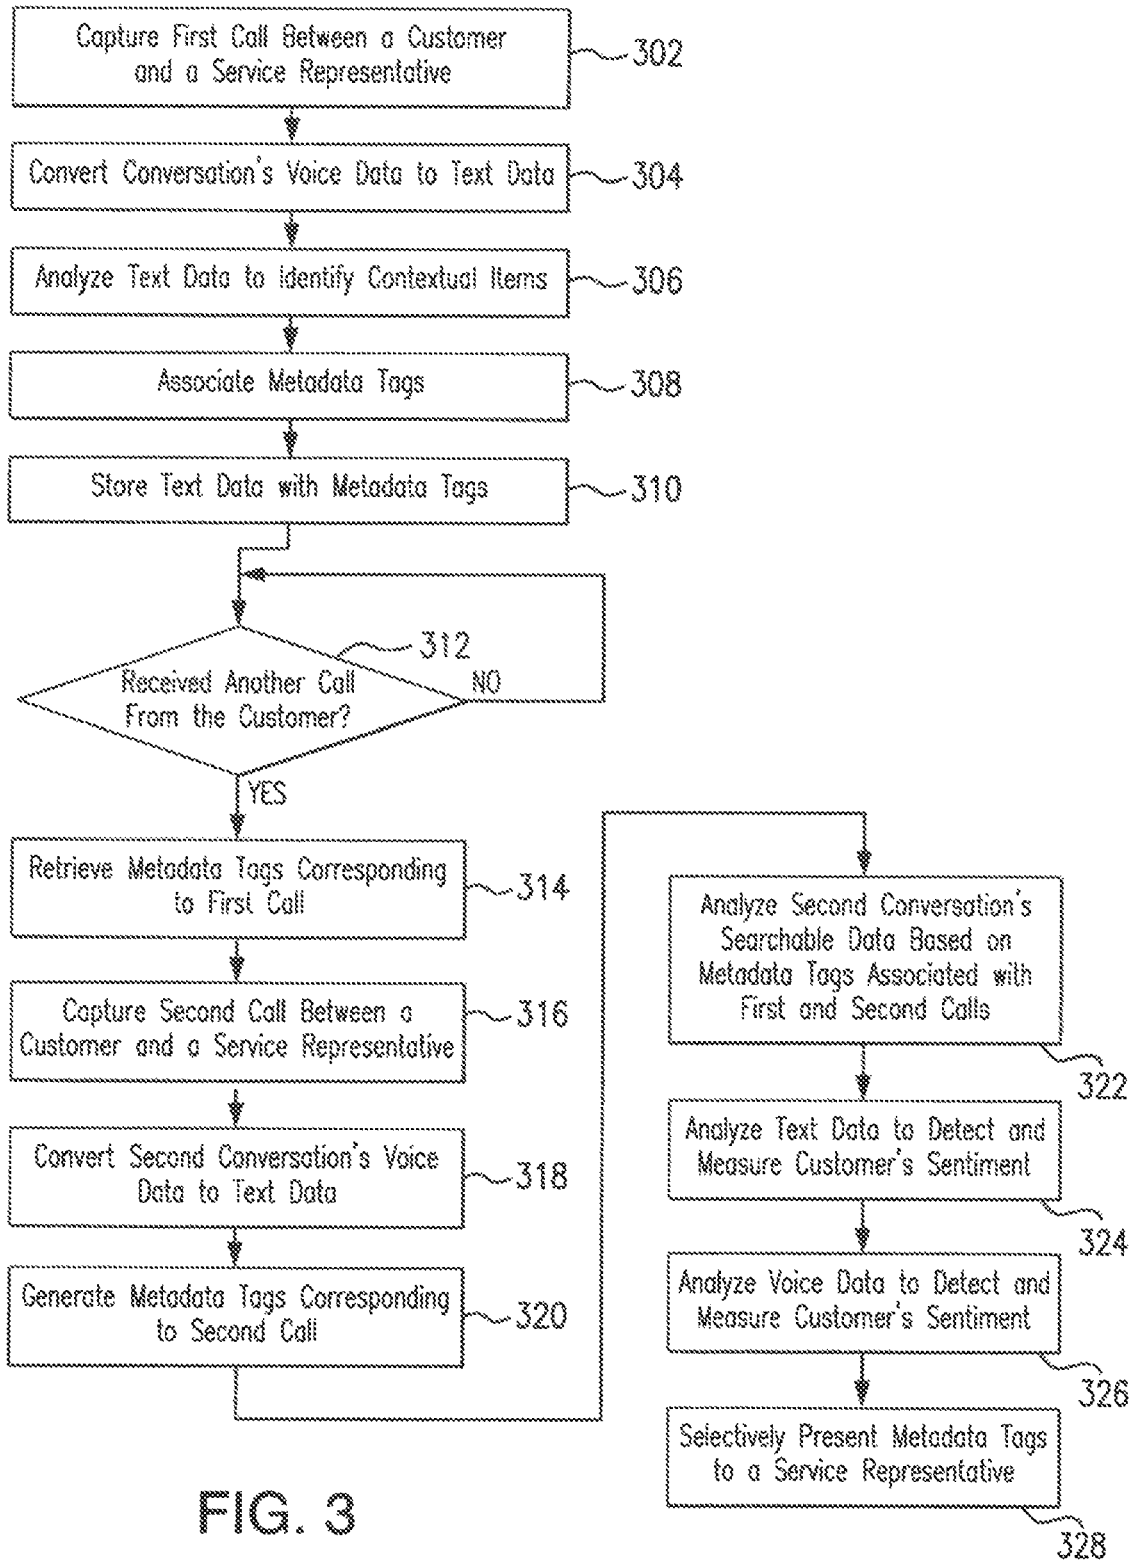 Capture First Call Between a Customer
and a Service Representative
302
Convert Conversation's Voice Data to Text Data
304
Analyze Text Data to Identify Contextual Items
306
Associate Metadata Tags
308
Store Text Data with Metadata Tags
310
312
Received Another Call
From the Customer?
NO
YES
Retrieve Metadata Tags Corresponding
to First Call
314
Capture Second Call Between a
Customer and a Service Representative
316
Convert Second Conversation's Voice
Data to Text Data
318
Generate Metadata Tags Corresponding
to Second Call
320
Analyze Second Conversation's
Searchable Data Based on
Metadata Tags Associated with
First and Second Calls
322
Analyze Text Data to Detect and
Measure Customer's Sentiment
324
Analyze Voice Data to Detect and
Measure Customer's Sentiment
326
Selectively Present Metadata Tags
to a Service Representative
328
FIG. 3